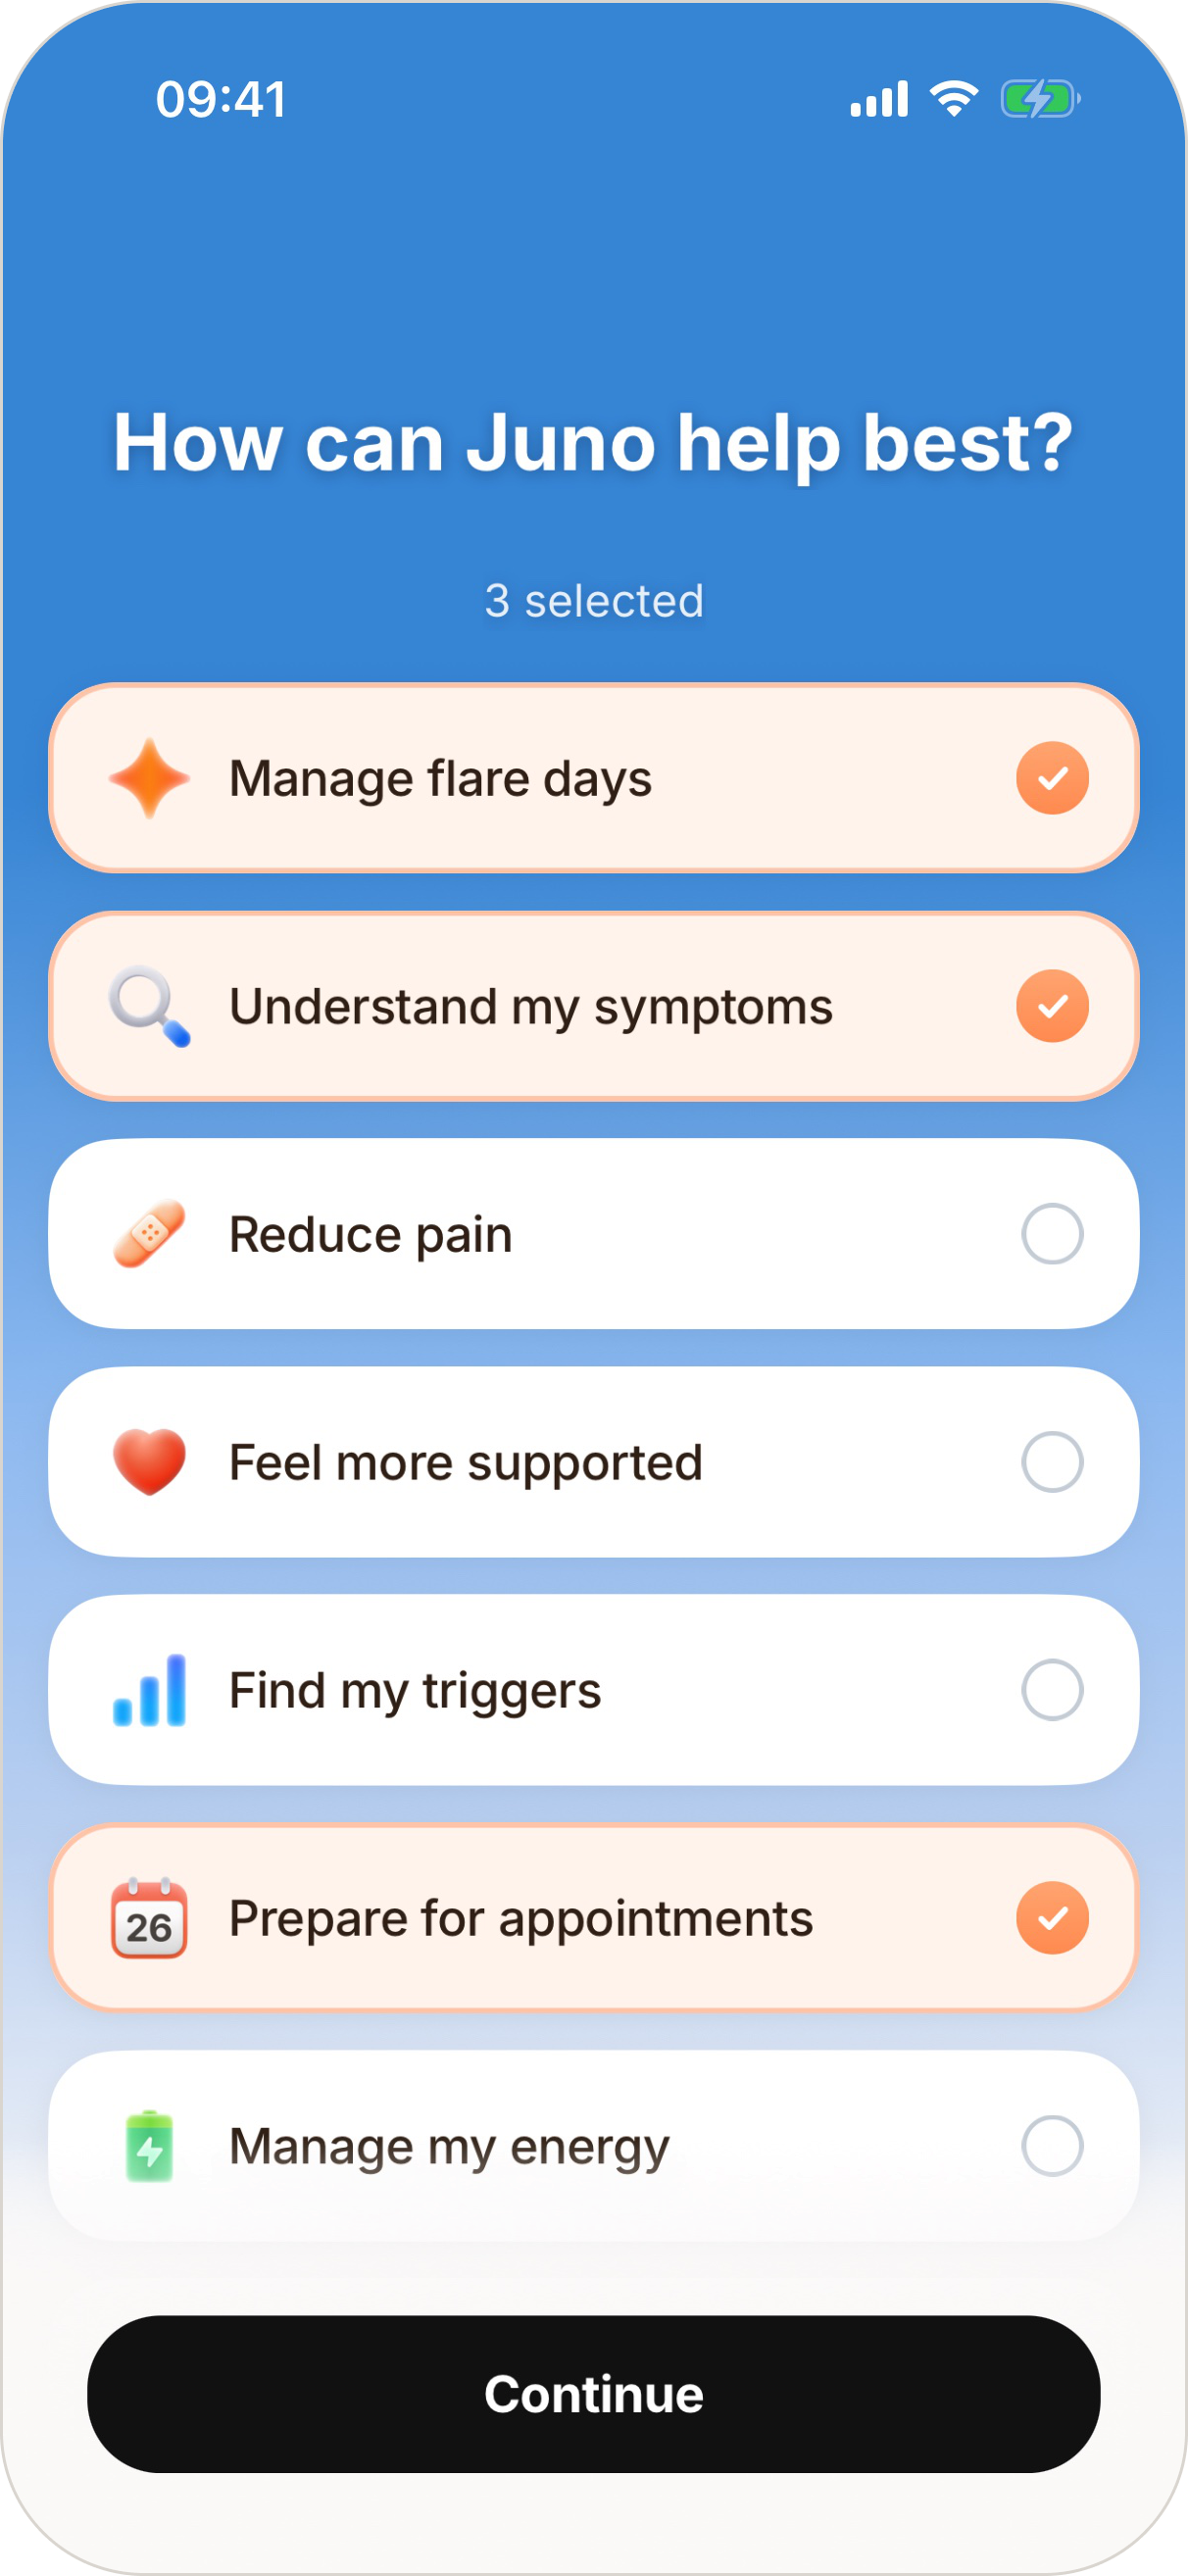 09:41
How can Juno help best?
3 selected
Manage flare days
Understand my symptoms
Reduce pain
Feel more supported
Find my triggers
26
Prepare for appointments
Manage my energy
Continue